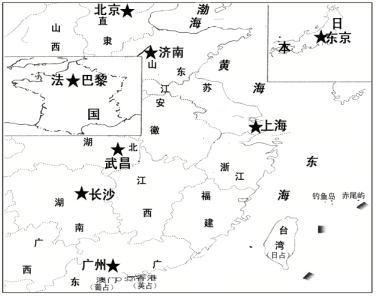 北京
渤海
日本
东京
山西
直隶
济南
山东
黄海
法国
巴黎
江苏
安徽
上海
湖北
武昌
浙江
东海
钓鱼岛
赤尾屿
长沙
湖南
江西
福建
台湾
(日占)
广州
广西
广东
澳门
(葡占)
香港
(英占)